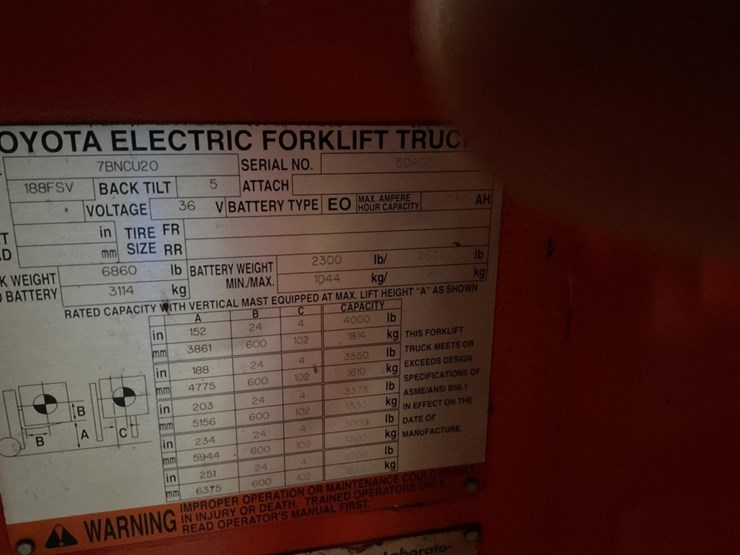 OYOTA ELECTRIC FORKLIFT TRUC
7BNCU20 SERIAL NO.
188FSV BACK TILT 5 ATTACH
VOLTAGE 36 V BATTERY TYPE EO MAX. AMPERE HOUR CAPACITY AH
in TIRE FR
mm SIZE RR
K WEIGHT 6860 lb BATTERY WEIGHT 2300 lb/ lb
BATTERY 3114 kg MIN./MAX. 1044 kg/ kg
RATED CAPACITY WITH VERTICAL MAST EQUIPPED AT MAX. LIFT HEIGHT "A" AS SHOWN
A B C CAPACITY
in 152 24 4 4000 lb
mm 3861 600 102 1814 kg
in 188 24 4 3550 lb
mm 4775 600 102 1610 kg
in 203 24 4 3375 lb
mm 5156 600 102 1530 kg
in 234 24 4 3000 lb
mm 5944 600 102 kg
in 251 24 4 lb
mm 6375 600 102 kg
THIS FORKLIFT
TRUCK MEETS OR
EXCEEDS DESIGN
SPECIFICATIONS OF
ASME/ANSI B56.1
IN EFFECT ON THE
DATE OF
MANUFACTURE.
B B A C
WARNING
IMPROPER OPERATION OR MAINTENANCE COULD RESULT
IN INJURY OR DEATH. TRAINED OPERATORS ONLY
READ OPERATOR'S MANUAL FIRST.